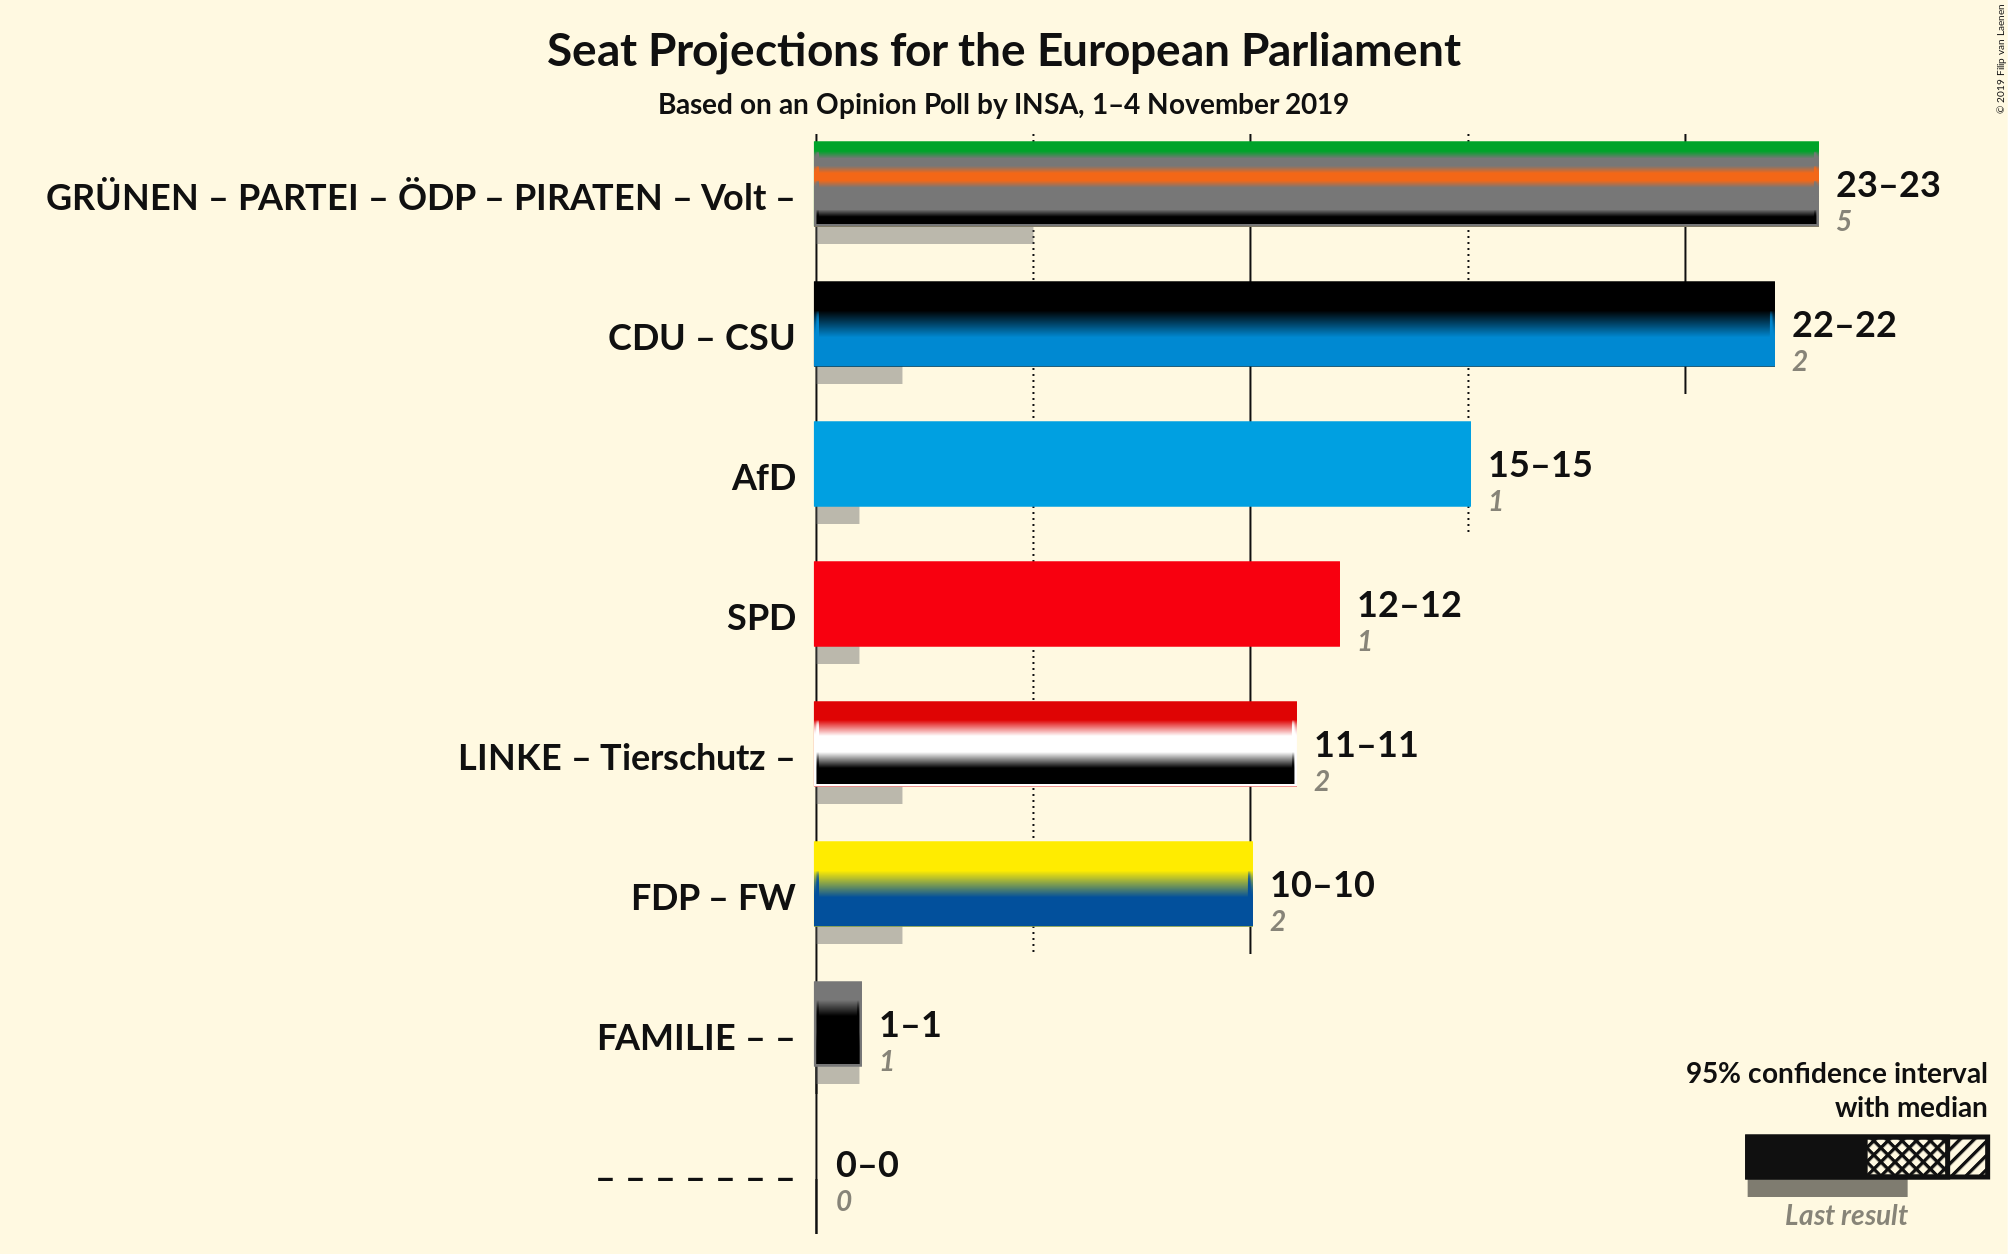 Seat Projections for the European Parliament
Based on an Opinion Poll by INSA, 1–4 November 2019
© 2019 Filip van Laenen
GRÜNEN – PARTEI – ÖDP – PIRATEN – Volt –
23–23
5
CDU – CSU
22–22
2
AfD
15–15
1
SPD
12–12
1
LINKE – Tierschutz –
11–11
2
FDP – FW
10–10
2
FAMILIE – –
1–1
1
– – – – – – –
0–0
0
95% confidence interval
with median
Last result